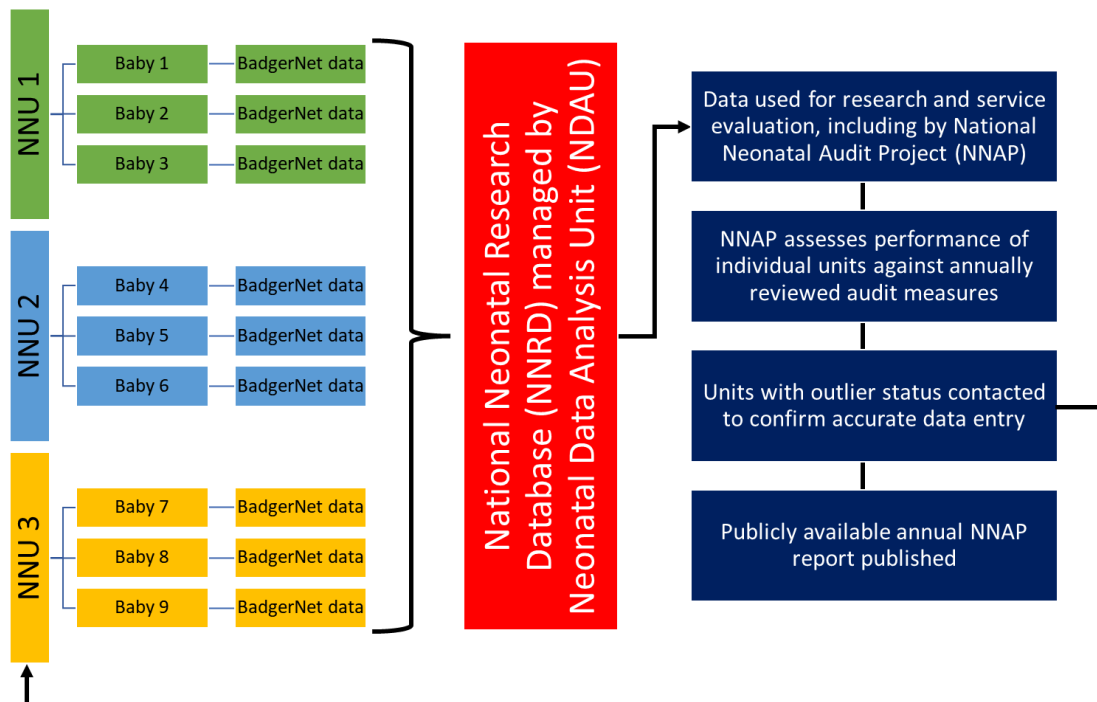 NNU 1
Baby 1
BadgerNet data
Baby 2
BadgerNet data
Baby 3
BadgerNet data
NNU 2
Baby 4
BadgerNet data
Baby 5
BadgerNet data
Baby 6
BadgerNet data
NNU 3
Baby 7
BadgerNet data
Baby 8
BadgerNet data
Baby 9
BadgerNet data
National Neonatal Research
Database (NNRD) managed by
Neonatal Data Analysis Unit (NDAU)
Data used for research and service
evaluation, including by National
Neonatal Audit Project (NNAP)
NNAP assesses performance of
individual units against annually
reviewed audit measures
Units with outlier status contacted
to confirm accurate data entry
Publicly available annual NNAP
report published